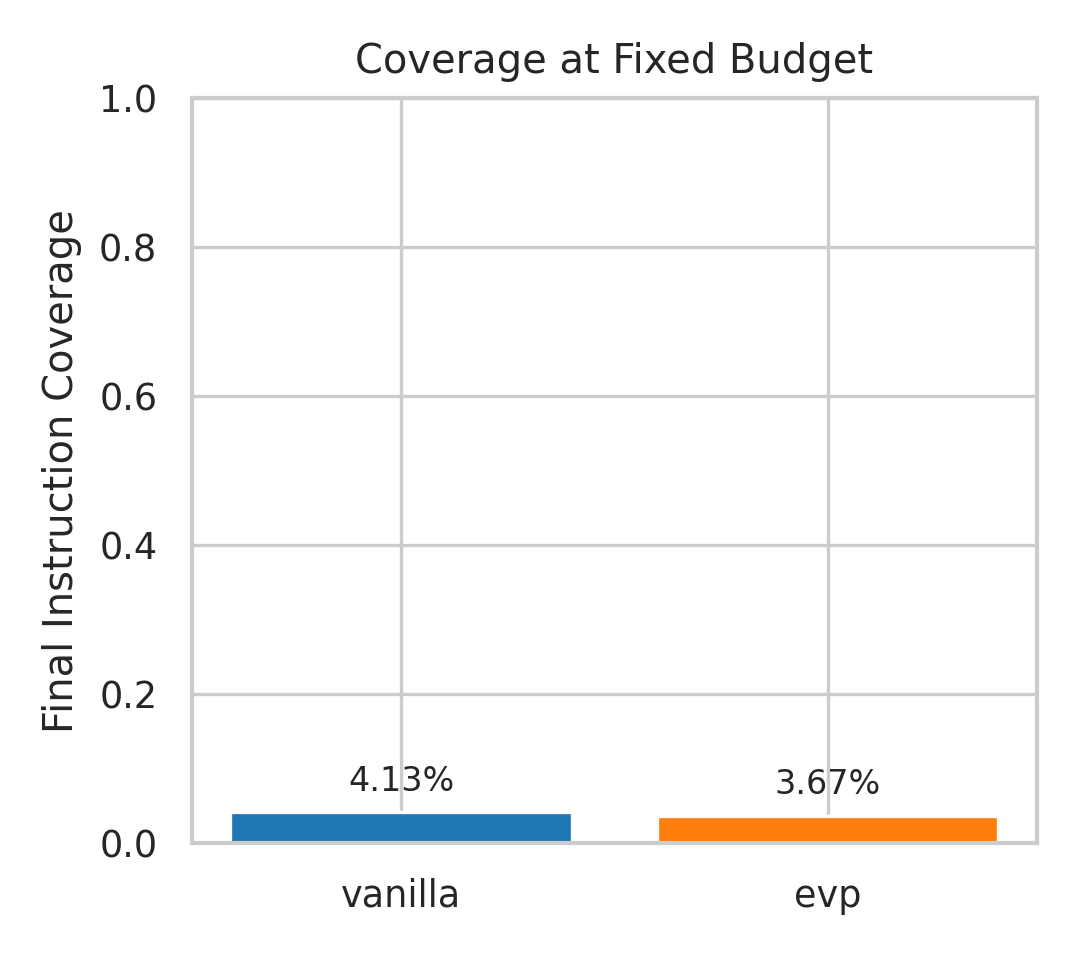 Coverage at Fixed Budget
Final Instruction Coverage
1.0
0.8
0.6
0.4
0.2
0.0
4.13%
3.67%
vanilla
evp